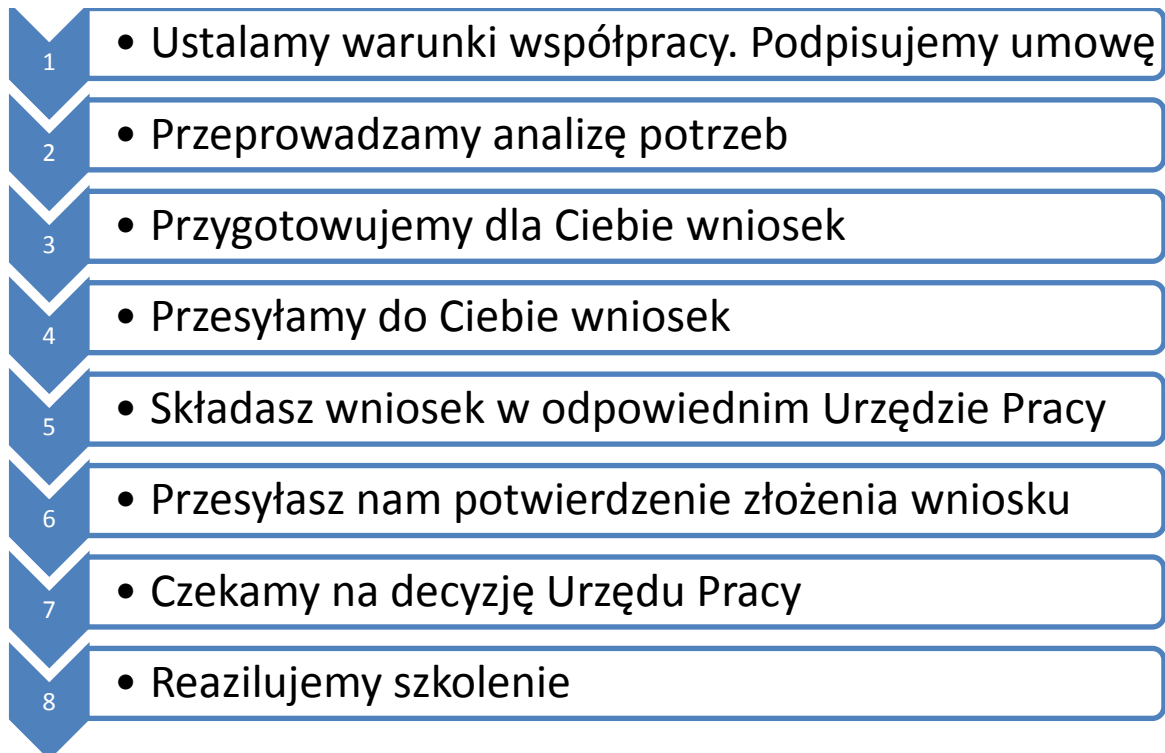 1 • Ustalamy warunki współpracy. Podpisujemy umowę
2 • Przeprowadzamy analizę potrzeb
3 • Przygotowujemy dla Ciebie wniosek
4 • Przesyłamy do Ciebie wniosek
5 • Składasz wniosek w odpowiednim Urzędzie Pracy
6 • Przesyłasz nam potwierdzenie złożenia wniosku
7 • Czekamy na decyzję Urzędu Pracy
8 • Reazilujemy szkolenie